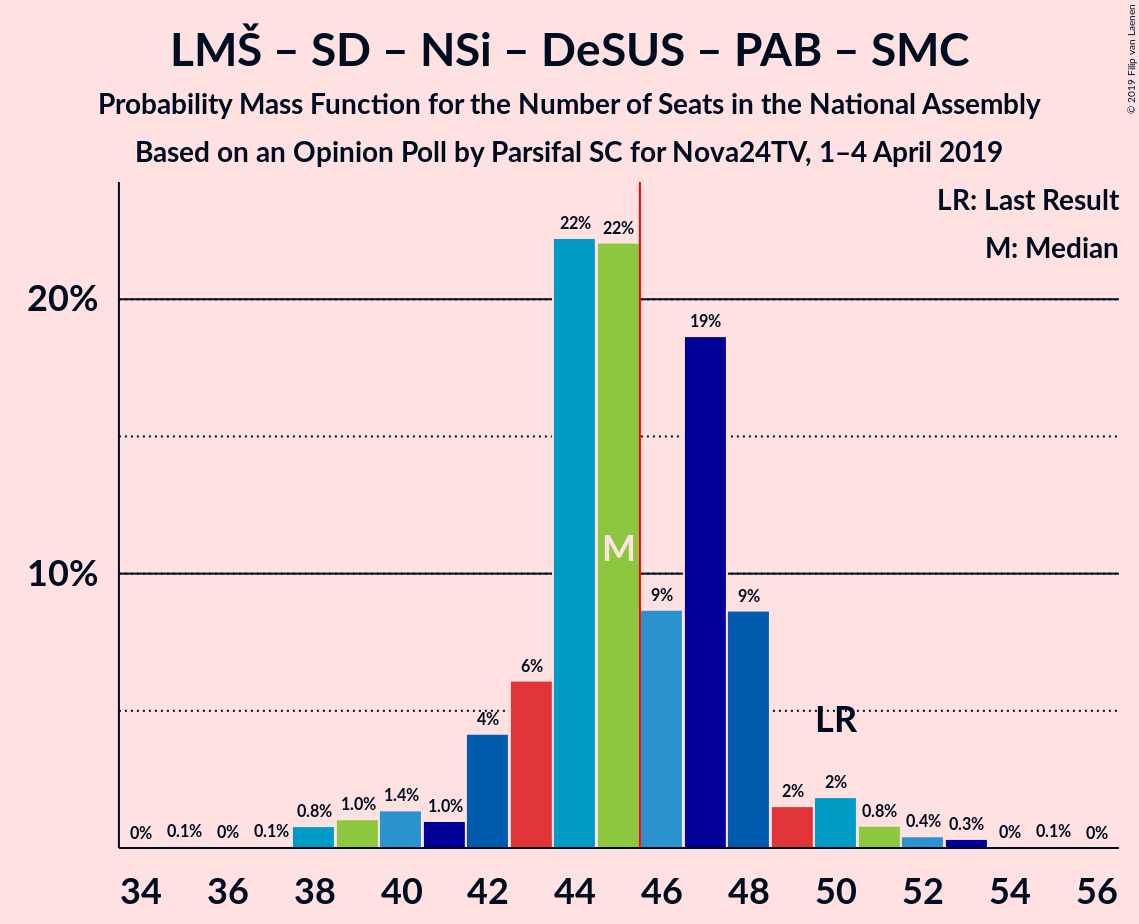 LMŠ – SD – NSi – DeSUS – PAB – SMC
Probability Mass Function for the Number of Seats in the National Assembly
Based on an Opinion Poll by Parsifal SC for Nova24TV, 1–4 April 2019
© 2019 Filip van Laenen
LR: Last Result
M: Median
20%
10%
0% 0.1% 0% 0.1% 0.8% 1.0% 1.4% 1.0% 4% 6% 22% 22% 9% 19% 9% 2% 2% 0.8% 0.4% 0.3% 0% 0.1% 0%
M
LR
34 36 38 40 42 44 46 48 50 52 54 56